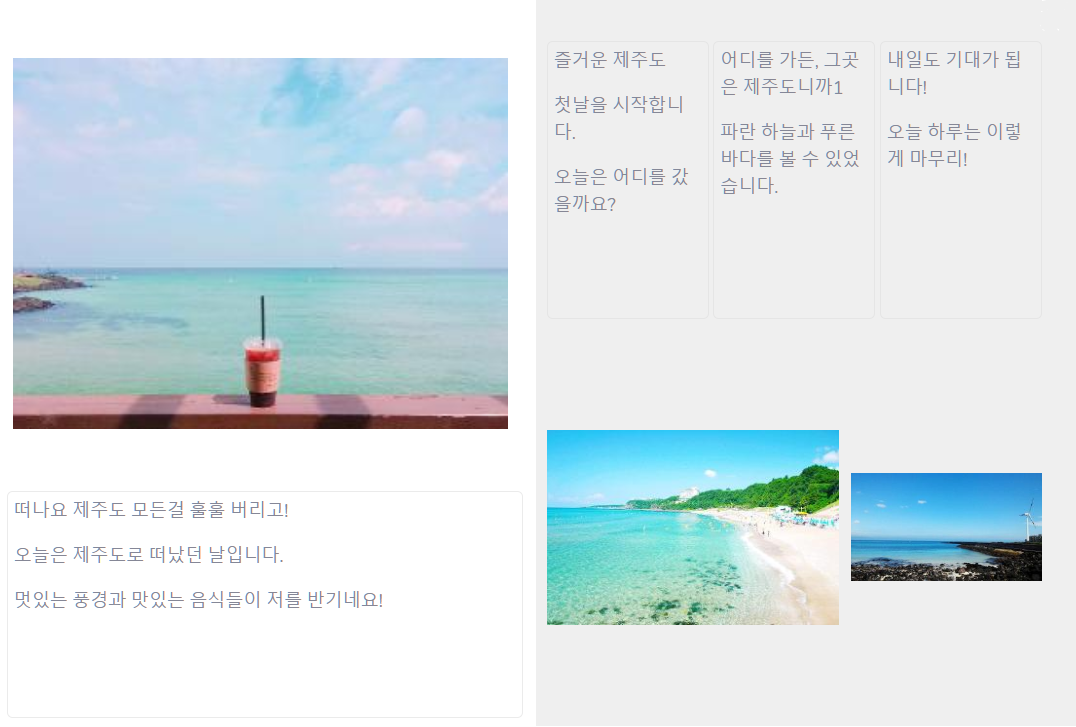 떠나요 제주도 모든걸 훌훌 버리고!
오늘은 제주도로 떠났던 날입니다.
멋있는 풍경과 맛있는 음식들이 저를 반기네요!
즐거운 제주도
첫날을 시작합니
다.
오늘은 어디를 갔
을까요?
어디를 가든, 그곳
은 제주도니까1
파란 하늘과 푸른
바다를 볼 수 있었
습니다.
내일도 기대가 됩
니다!
오늘 하루는 이렇
게 마무리!